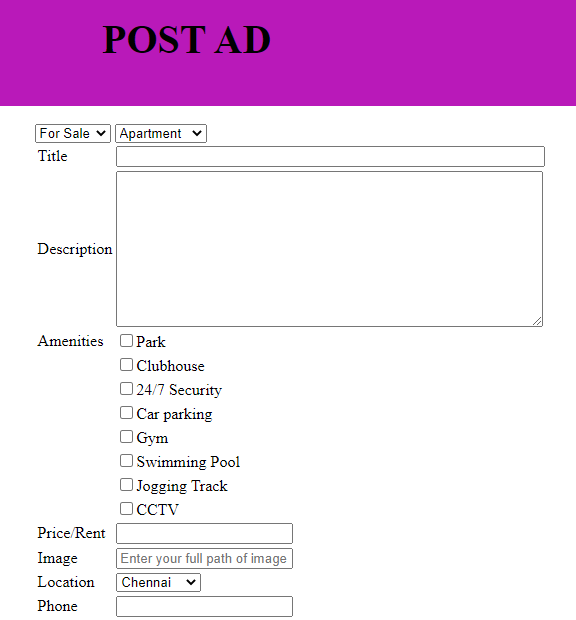 POST AD
For Sale Apartment
Title
Description
Amenities Park
Clubhouse
24/7 Security
Car parking
Gym
Swimming Pool
Jogging Track
CCTV
Price/Rent
Image Enter your full path of image
Location Chennai
Phone